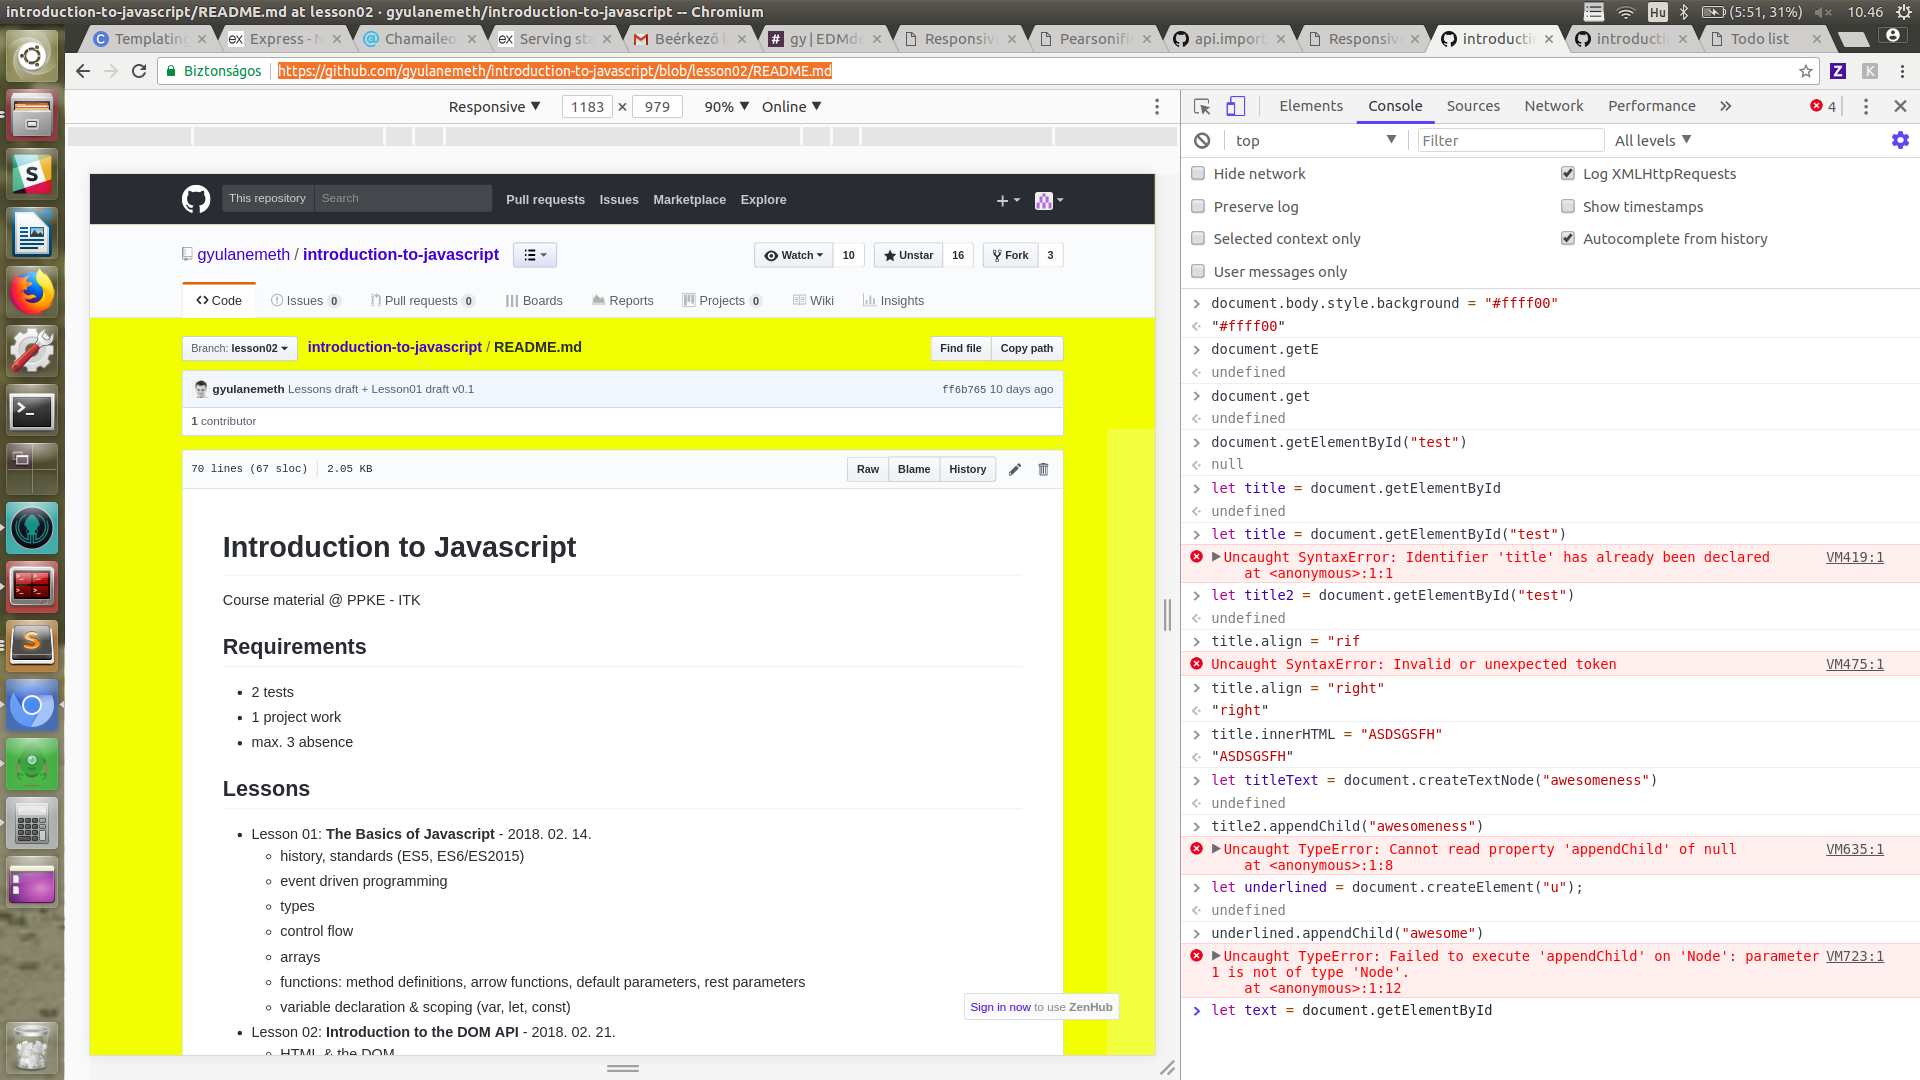 introduction-to-javascript/README.md at lesson02 · gyulanemeth/introduction-to-javascript -- Chromium
Hu
(5:51, 31%)
10.46
Templating
Express - N
Chamaileo
Serving sta
Beérkező l
gy | EDMde
Responsive
Pearsonifi
api.import
Responsiv
introducti
introducti
Todo list
Biztonságos
https://github.com/gyulanemeth/introduction-to-javascript/blob/lesson02/README.md
Responsive ▼ 1183 × 979 90% ▼ Online ▼
Elements Console Sources Network Performance » 4
top ▼ Filter All levels ▼
Hide network
Log XMLHttpRequests
Preserve log
Show timestamps
Selected context only
Autocomplete from history
User messages only
This repository Search Pull requests Issues Marketplace Explore
gyulanemeth / introduction-to-javascript
Watch 10 Unstar 16 Fork 3
Code Issues 0 Pull requests 0 Boards Reports Projects 0 Wiki Insights
Branch: lesson02 introduction-to-javascript / README.md Find file Copy path
gyulanemeth Lessons draft + Lesson01 draft v0.1 ff6b765 10 days ago
1 contributor
70 lines (67 sloc) 2.05 KB Raw Blame History
Introduction to Javascript
Course material @ PPKE - ITK
Requirements
• 2 tests
• 1 project work
• max. 3 absence
Lessons
• Lesson 01: The Basics of Javascript - 2018. 02. 14.
history, standards (ES5, ES6/ES2015)
event driven programming
types
control flow
arrays
functions: method definitions, arrow functions, default parameters, rest parameters
variable declaration & scoping (var, let, const)
• Lesson 02: Introduction to the DOM API - 2018. 02. 21.
HTML & the DOM
Sign in now to use ZenHub
document.body.style.background = "#ffff00"
"#ffff00"
document.getE
undefined
document.get
undefined
document.getElementById("test")
null
let title = document.getElementById
undefined
let title = document.getElementById("test")
Uncaught SyntaxError: Identifier 'title' has already been declared VM419:1
at <anonymous>:1:1
let title2 = document.getElementById("test")
undefined
title.align = "rif
Uncaught SyntaxError: Invalid or unexpected token VM475:1
title.align = "right"
"right"
title.innerHTML = "ASDSGSFH"
"ASDSGSFH"
let titleText = document.createTextNode("awesomeness")
undefined
title2.appendChild("awesomeness")
Uncaught TypeError: Cannot read property 'appendChild' of null VM635:1
at <anonymous>:1:8
let underlined = document.createElement("u");
undefined
underlined.appendChild("awesome")
Uncaught TypeError: Failed to execute 'appendChild' on 'Node': parameter VM723:1
1 is not of type 'Node'.
at <anonymous>:1:12
let text = document.getElementById